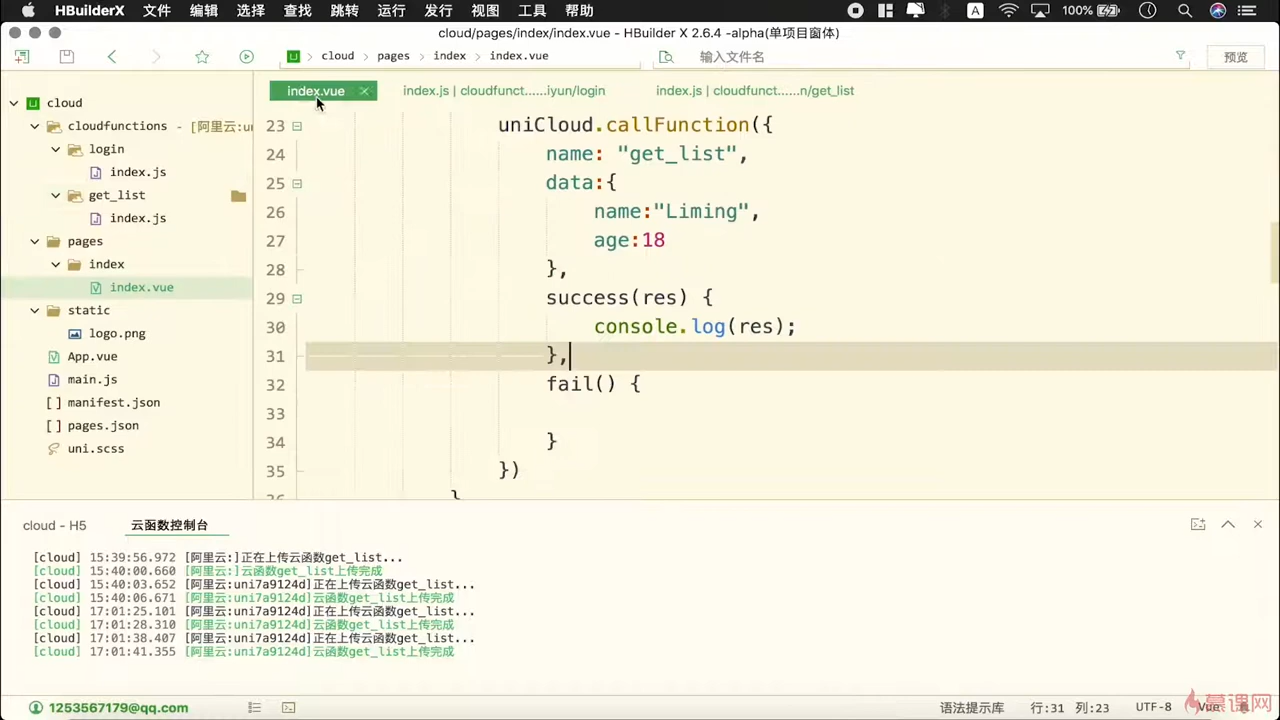 HBuilderX 文件 编辑 选择 查找 跳转 运行 发行 视图 工具 帮助 A 100%
cloud/pages/index/index.vue - HBuilder X 2.6.4 -alpha(单项目窗体)
cloud pages index index.vue 输入文件名 预览
cloud
cloudfunctions - [阿里云:un
login
index.js
get_list
index.js
pages
index
index.vue
static
logo.png
App.vue
main.js
manifest.json
pages.json
uni.scss
index.vue index.js | cloudfunct......iyun/login index.js | cloudfunct......n/get_list
23 uniCloud.callFunction({
24 name: "get_list",
25 data:{
26 name:"Liming",
27 age:18
28 },
29 success(res) {
30 console.log(res);
31 },
32 fail() {
33
34 }
35 })
36 }
cloud - H5 云函数控制台
[cloud] 15:39:56.972 [阿里云:]正在上传云函数get_list...
[cloud] 15:40:00.660 [阿里云:]云函数get_list上传完成
[cloud] 15:40:03.652 [阿里云:uni7a9124d]正在上传云函数get_list...
[cloud] 15:40:06.671 [阿里云:uni7a9124d]云函数get_list上传完成
[cloud] 17:01:25.101 [阿里云:uni7a9124d]正在上传云函数get_list...
[cloud] 17:01:28.310 [阿里云:uni7a9124d]云函数get_list上传完成
[cloud] 17:01:38.407 [阿里云:uni7a9124d]正在上传云函数get_list...
[cloud] 17:01:41.355 [阿里云:uni7a9124d]云函数get_list上传完成
1253567179@qq.com 语法提示库 行:31 列:23 UTF-8 Vue
慕课网